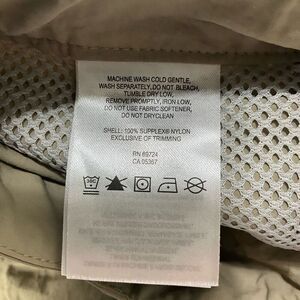 MACHINE WASH COLD GENTLE,
WASH SEPARATELY, DO NOT BLEACH,
TUMBLE DRY LOW,
REMOVE PROMPTLY, IRON LOW,
DO NOT USE FABRIC SOFTENER,
DO NOT DRYCLEAN
SHELL: 100% SUPPLEX® NYLON
EXCLUSIVE OF TRIMMING
RN 69724
CA 05367